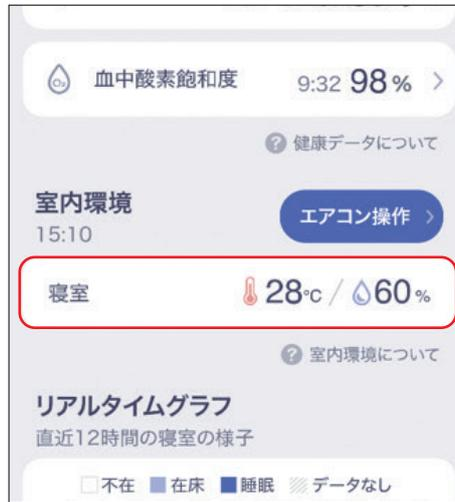 血中酸素飽和度 9:32 98%
健康データについて
室内環境
エアコン操作
15:10
寝室 28℃ / 60%
室内環境について
リアルタイムグラフ
直近12時間の寝室の様子
不在 在床 睡眠 データなし